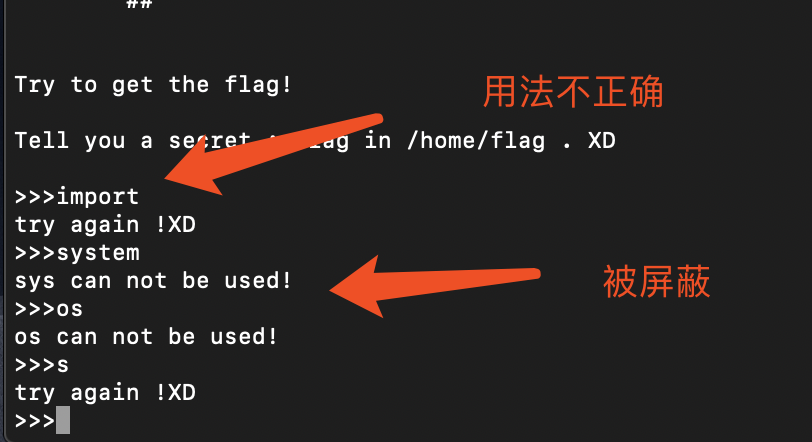 ##
Try to get the flag!
用法不正确
Tell you a secret : flag in /home/flag . XD
>>>import
try again !XD
>>>system
sys can not be used!
被屏蔽
>>>os
os can not be used!
>>>s
try again !XD
>>>